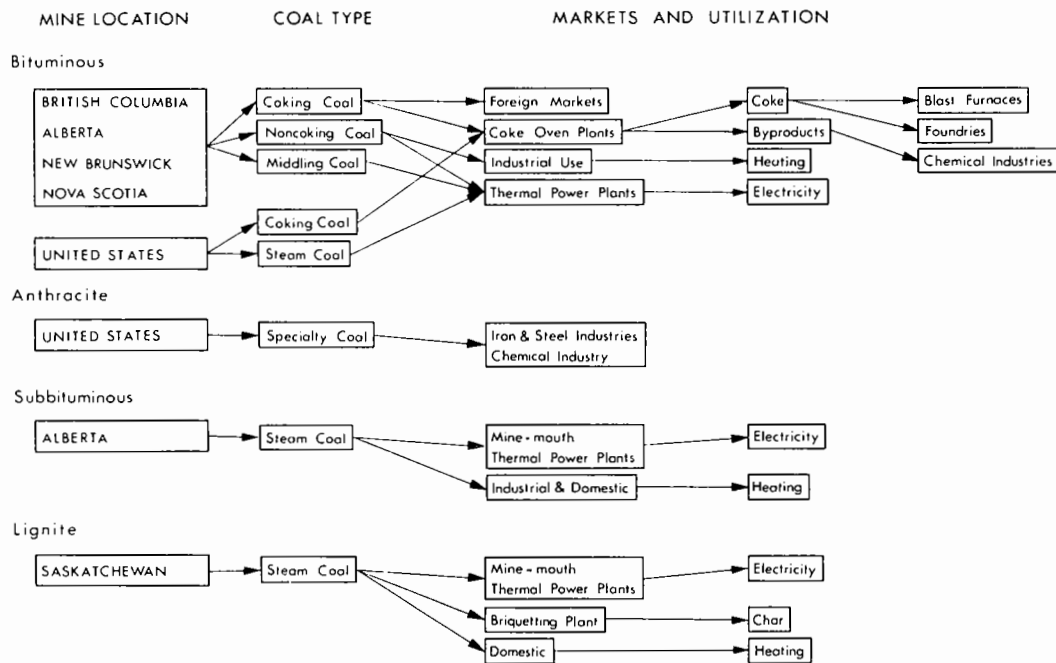 MINE LOCATION COAL TYPE MARKETS AND UTILIZATION
Bituminous
BRITISH COLUMBIA
ALBERTA
NEW BRUNSWICK
NOVA SCOTIA
Coking Coal
Noncoking Coal
Middling Coal
Foreign Markets
Coke Oven Plants
Industrial Use
Thermal Power Plants
Coke
Byproducts
Heating
Electricity
Blast Furnaces
Foundries
Chemical Industries
UNITED STATES
Coking Coal
Steam Coal
Anthracite
UNITED STATES
Specialty Coal
Iron & Steel Industries
Chemical Industry
Subbituminous
ALBERTA
Steam Coal
Mine-mouth
Thermal Power Plants
Electricity
Industrial & Domestic
Heating
Lignite
SASKATCHEWAN
Steam Coal
Mine-mouth
Thermal Power Plants
Electricity
Briquetting Plant
Char
Domestic
Heating